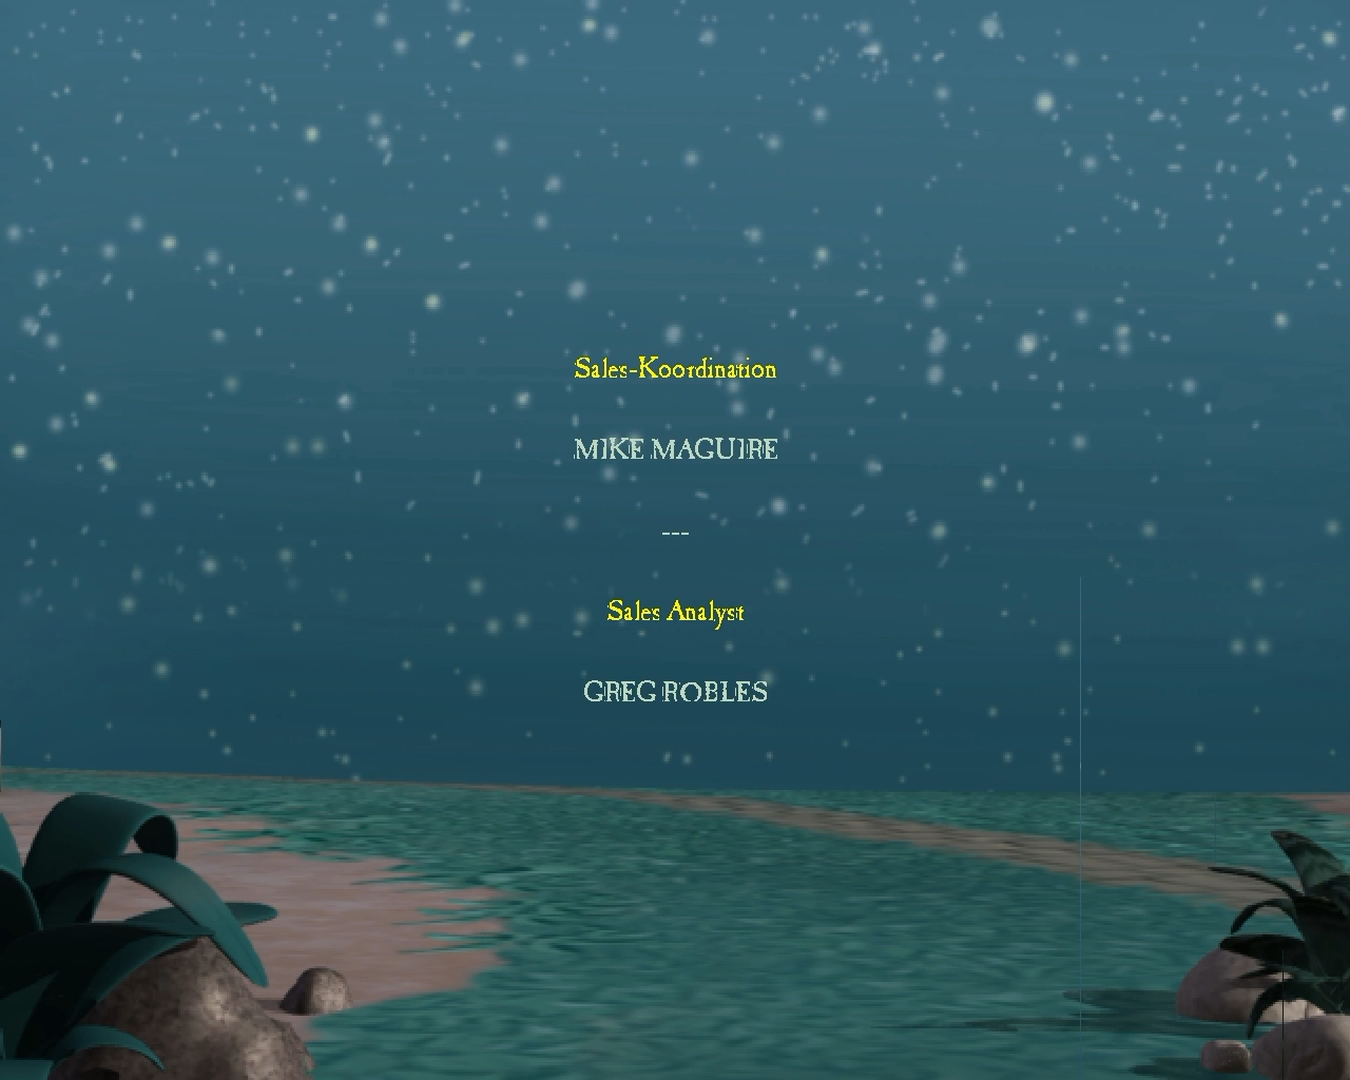 Sales-Koordination
MIKE MAGUIRE
---
Sales Analyst
GREG ROBLES